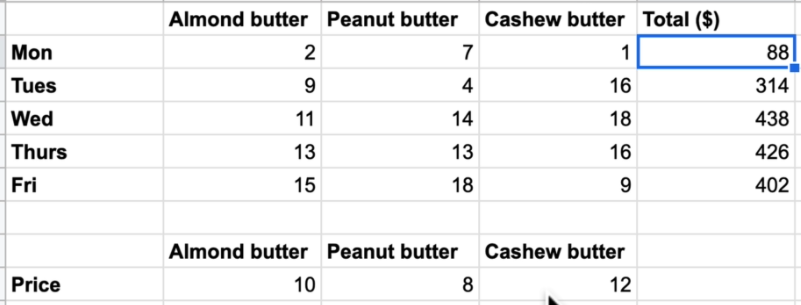 Almond butter Peanut butter Cashew butter Total ($)
Mon 2 7 1 88
Tues 9 4 16 314
Wed 11 14 18 438
Thurs 13 13 16 426
Fri 15 18 9 402
Almond butter Peanut butter Cashew butter
Price 10 8 12